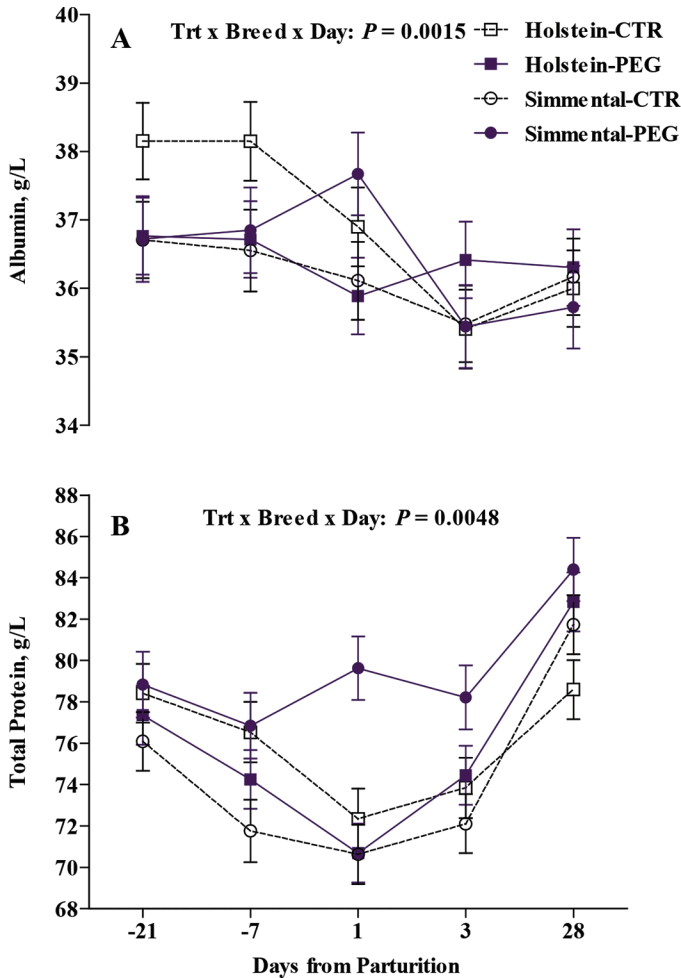 A
Trt x Breed x Day: P = 0.0015
Holstein-CTR
Holstein-PEG
Simmental-CTR
Simmental-PEG
Albumin, g/L
40
39
38
37
36
35
34
B
Trt x Breed x Day: P = 0.0048
Total Protein, g/L
88
86
84
82
80
78
76
74
72
70
68
-21 -7 1 3 28
Days from Parturition